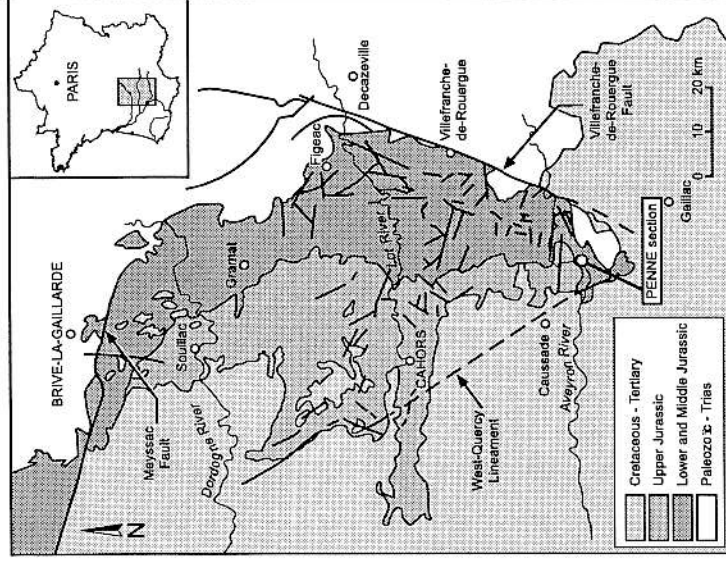 PARIS
BRIVE-LA-GAILLARDE
N
Meyssac
Fault
Souillac
Dordogne River
Gramat
Figeac
Decazeville
Lot River
CAHORS
Villefranche-
de-Rouergue
West-Quercy
Lineament
Villefranche-
de-Rouergue
Fault
Caussade
Aveyron River
PENNE section
Gaillac
0 10 20 km
Cretaceous - Tertiary
Upper Jurassic
Lower and Middle Jurassic
Paleozoic - Trias